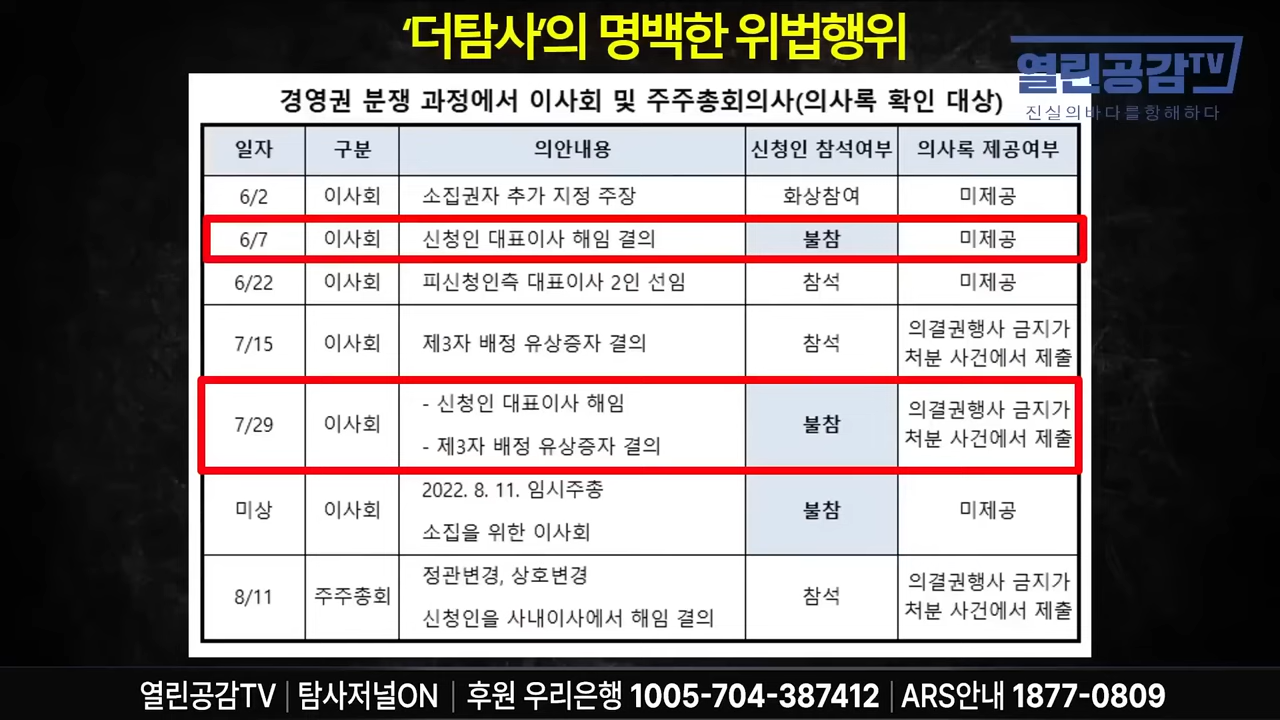 ‘더탐사’의 명백한 위법행위
열린공감TV
진실의바다를항해하다
경영권 분쟁 과정에서 이사회 및 주주총회의사(의사록 확인 대상)
일자 구분 의안내용 신청인 참석여부 의사록 제공여부
6/2 이사회 소집권자 추가 지정 주장 화상참여 미제공
6/7 이사회 신청인 대표이사 해임 결의 불참 미제공
6/22 이사회 피신청인측 대표이사 2인 선임 참석 미제공
7/15 이사회 제3자 배정 유상증자 결의 참석 의결권행사 금지가
처분 사건에서 제출
7/29 이사회 - 신청인 대표이사 해임
- 제3자 배정 유상증자 결의 불참 의결권행사 금지가
처분 사건에서 제출
미상 이사회 2022. 8. 11. 임시주총
소집을 위한 이사회 불참 미제공
8/11 주주총회 정관변경, 상호변경
신청인을 사내이사에서 해임 결의 참석 의결권행사 금지가
처분 사건에서 제출
열린공감TV | 탐사저널ON | 후원 우리은행 1005-704-387412 | ARS안내 1877-0809